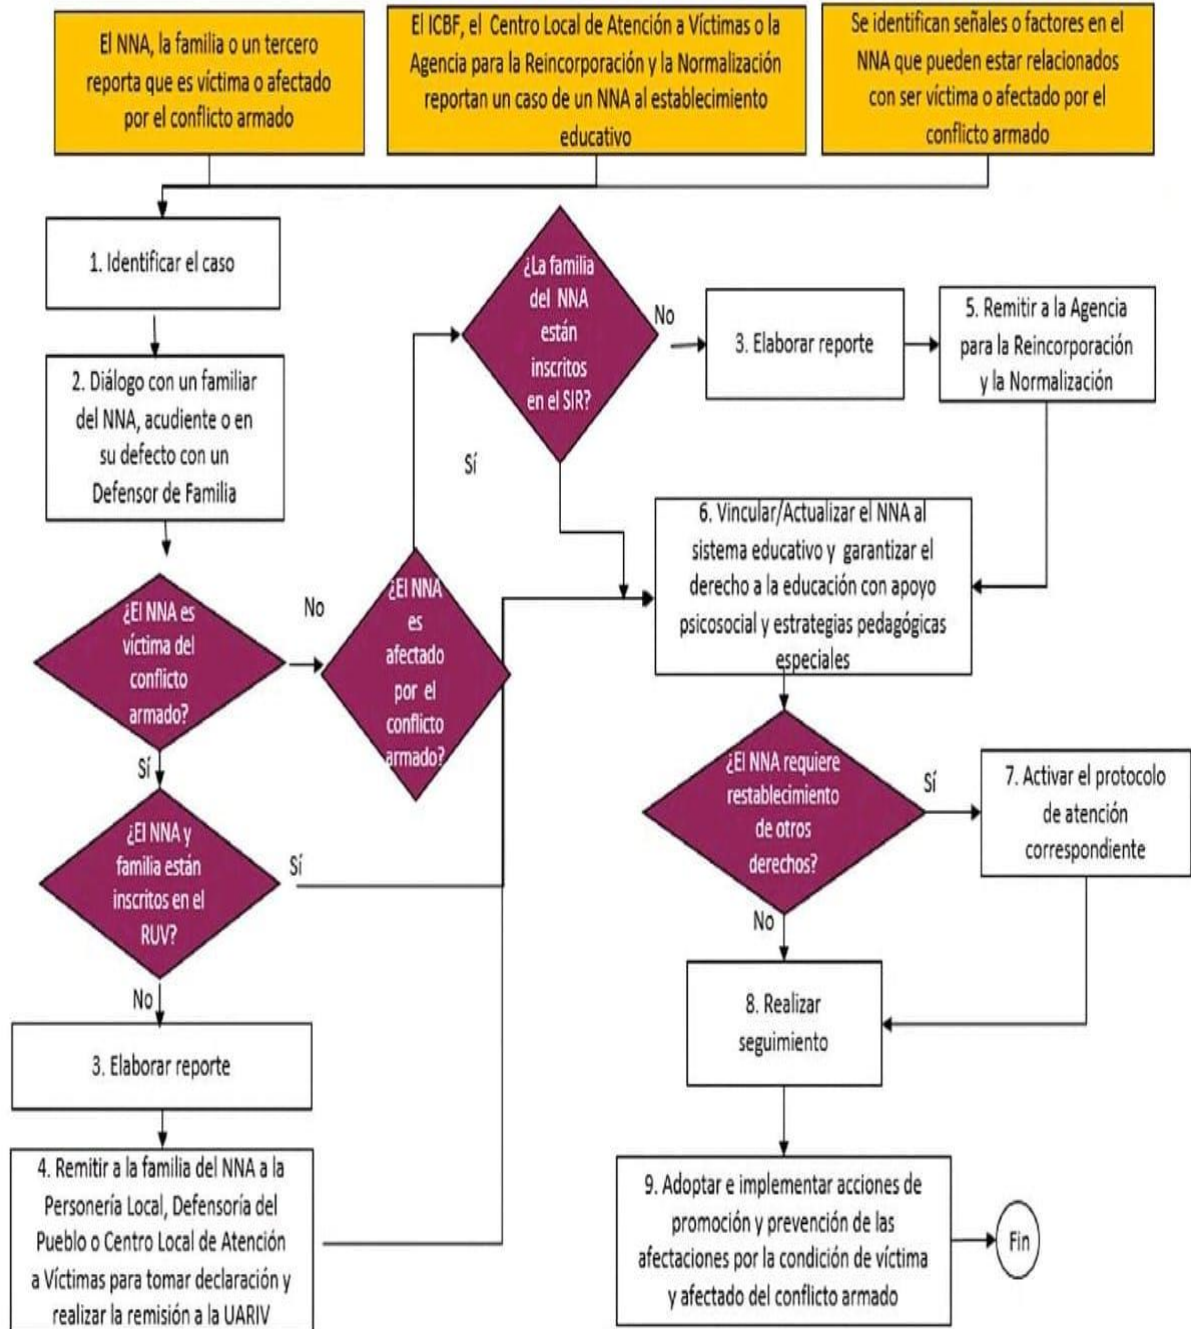 El NNA, la familia o un tercero
reporta que es víctima o afectado
por el conflicto armado
El ICBF, el Centro Local de Atención a Víctimas o la
Agencia para la Reincorporación y la Normalización
reportan un caso de un NNA al establecimiento
educativo
Se identifican señales o factores en el
NNA que pueden estar relacionados
con ser víctima o afectado por el
conflicto armado
1. Identificar el caso
2. Diálogo con un familiar
del NNA, acudiente o en
su defecto con un
Defensor de Familia
¿El NNA es
víctima del
conflicto
armado?
No
¿El NNA
es
afectado
por el
conflicto
armado?
Sí
¿La familia
del NNA
están
inscritos
en el SIR?
No
3. Elaborar reporte
5. Remitir a la Agencia
para la Reincorporación
y la Normalización
Sí
¿El NNA y
familia están
inscritos en el
RUV?
Sí
No
3. Elaborar reporte
4. Remitir a la familia del NNA a la
Personería Local, Defensoría del
Pueblo o Centro Local de Atención
a Víctimas para tomar declaración y
realizar la remisión a la UARIV
6. Vincular/Actualizar el NNA al
sistema educativo y garantizar el
derecho a la educación con apoyo
psicosocial y estrategias pedagógicas
especiales
¿El NNA requiere
restablecimiento
de otros
derechos?
Sí
7. Activar el protocolo
de atención
correspondiente
No
8. Realizar
seguimiento
9. Adoptar e implementar acciones de
promoción y prevención de las
afectaciones por la condición de víctima
y afectado del conflicto armado
Fin